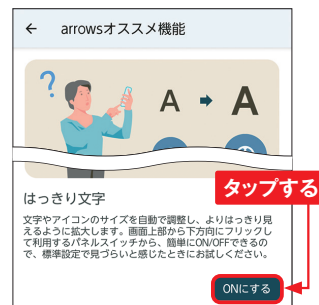 ← arrowsオススメ機能
? A ➡ A
はっきり文字
タップする
文字やアイコンのサイズを自動で調整し、よりはっきり見
えるように拡大します。画面上部から下方向にフリックし
て利用するパネルスイッチから、簡単にON/OFFできるの
で、標準設定で見づらいと感じたときにお試しください。
ONにする